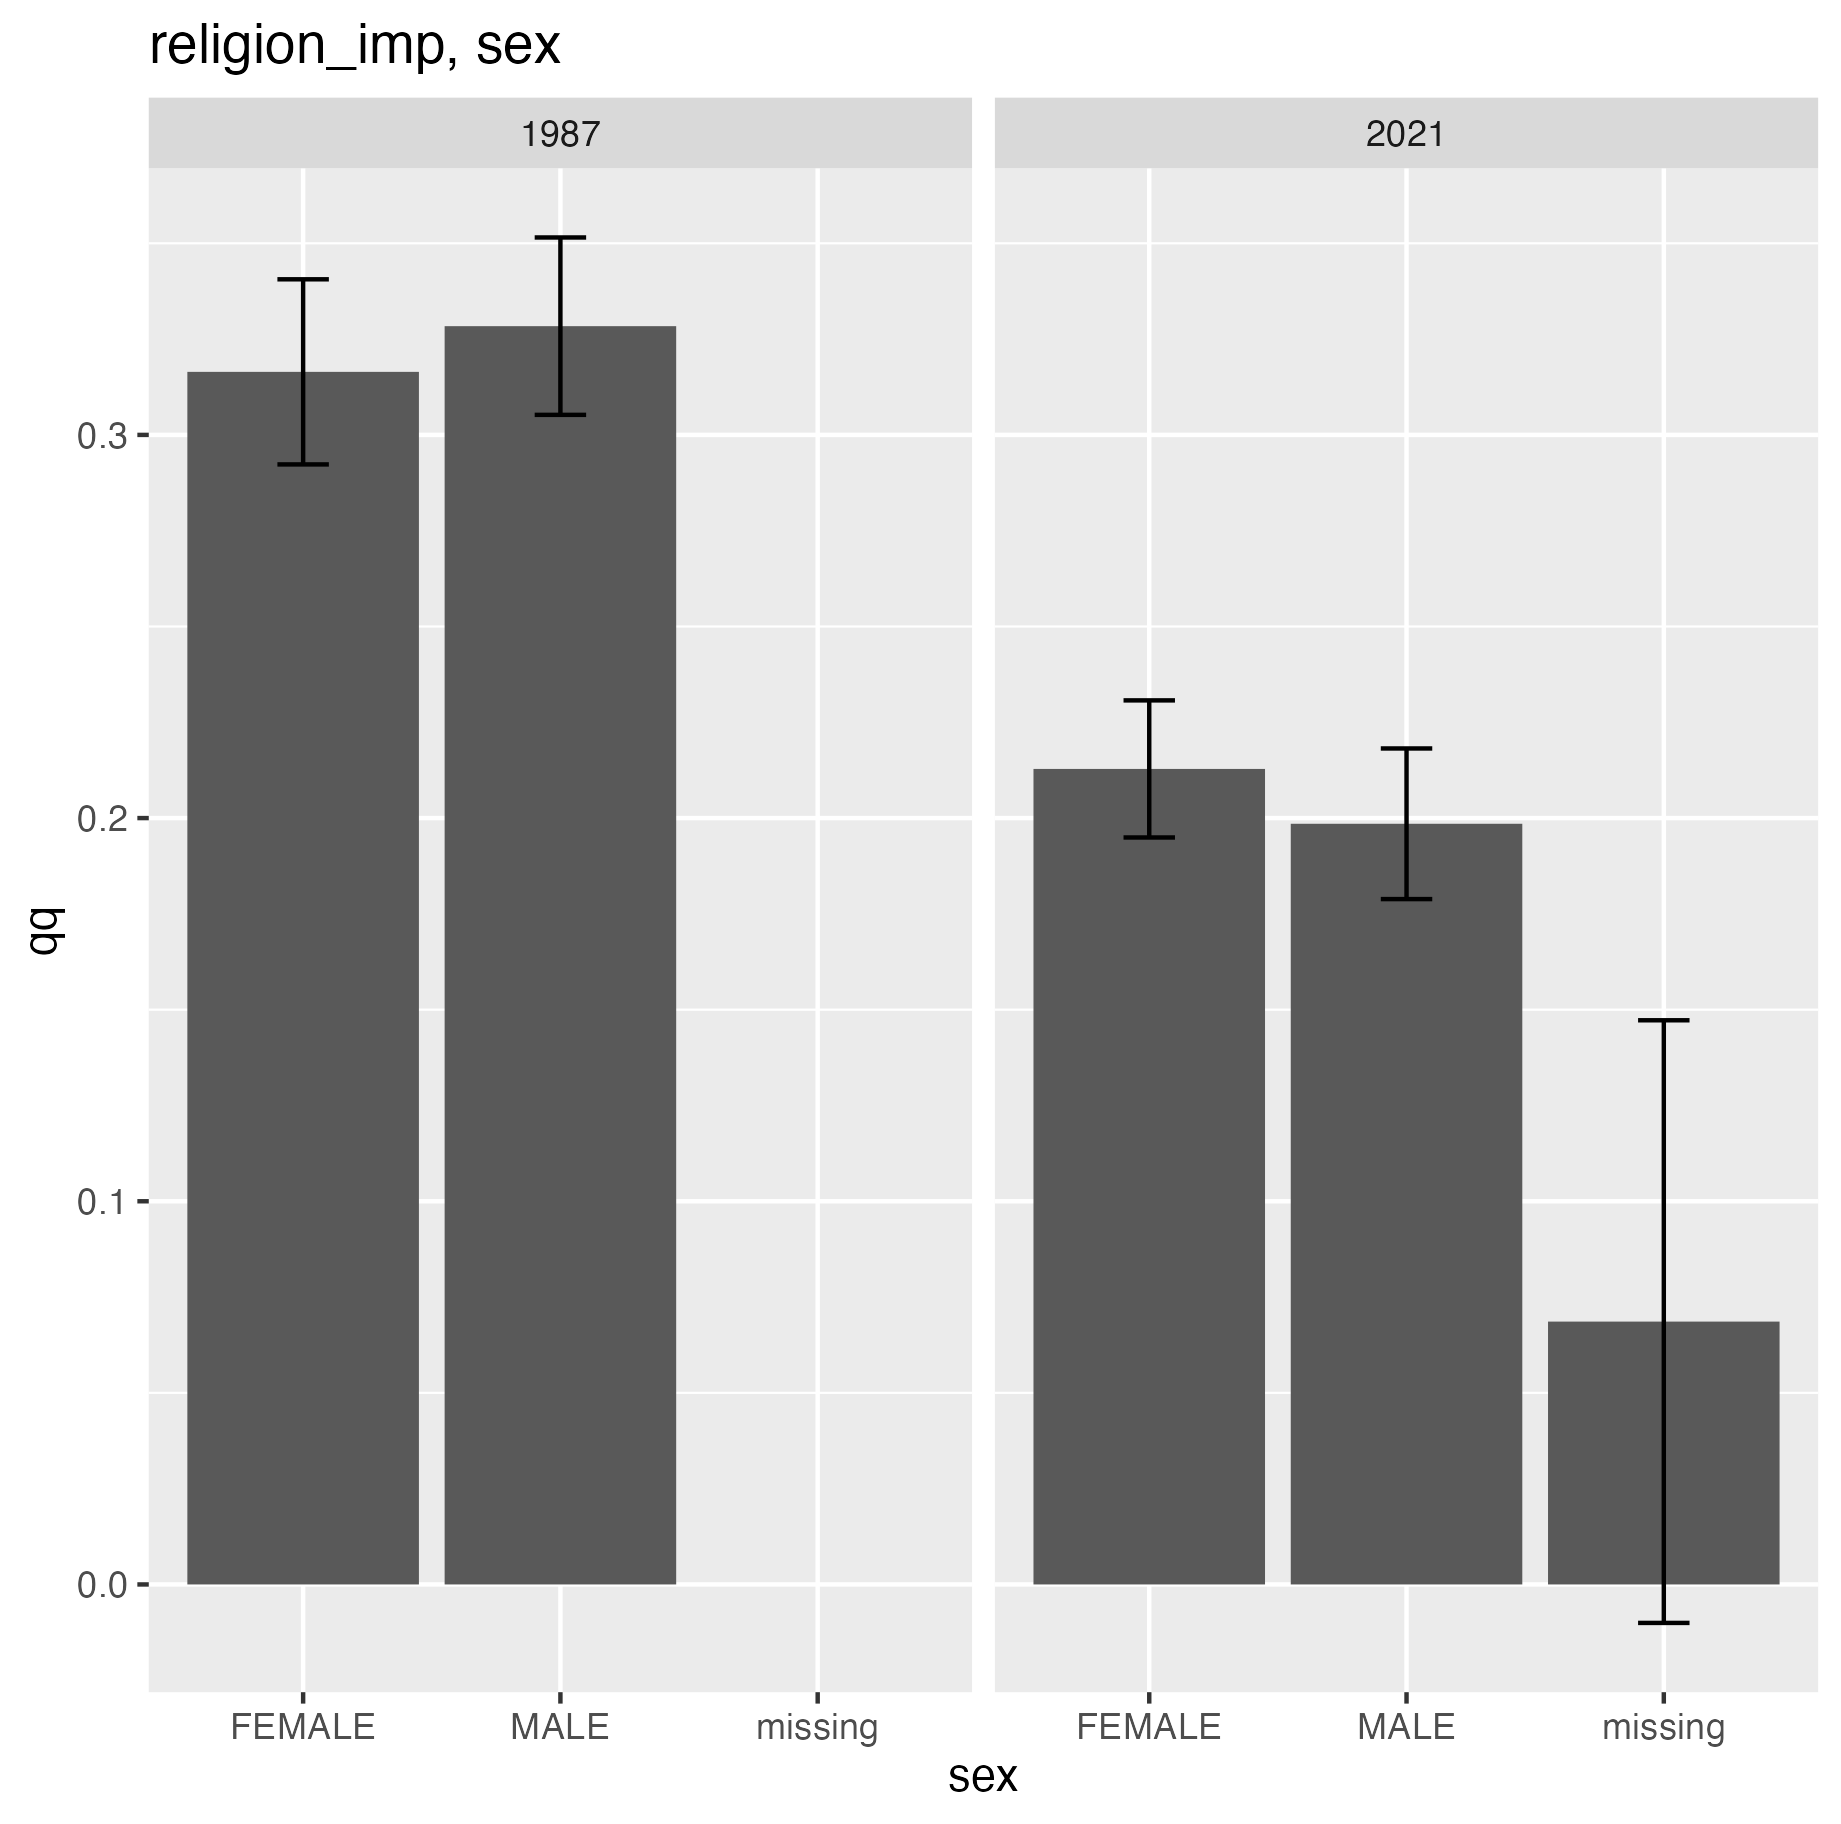 religion_imp, sex
1987 2021
0.3
0.2
qq
0.1
0.0
FEMALE MALE missing FEMALE MALE missing
sex